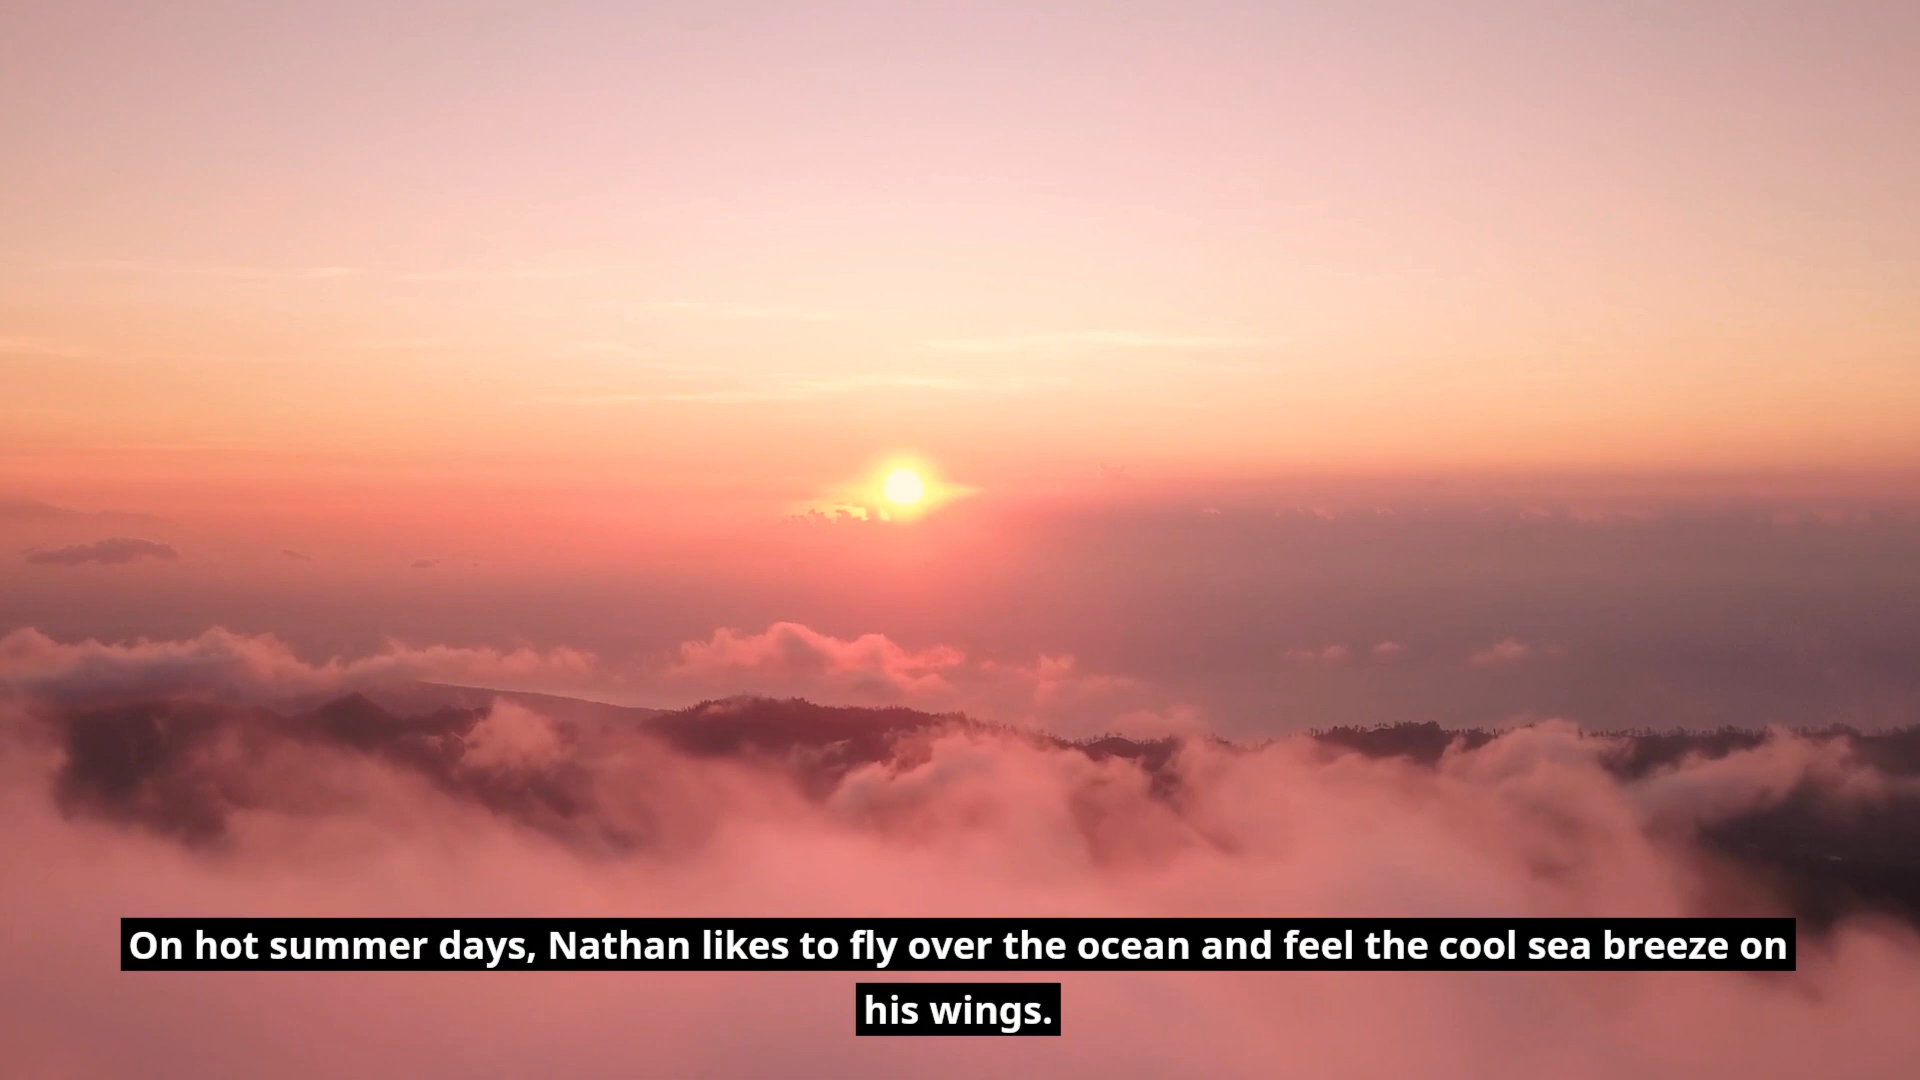 On hot summer days, Nathan likes to fly over the ocean and feel the cool sea breeze on
his wings.